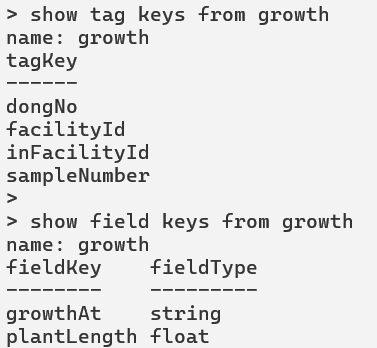 > show tag keys from growth
name: growth
tagKey
------
dongNo
facilityId
inFacilityId
sampleNumber
>
> show field keys from growth
name: growth
fieldKey    fieldType
--------    ---------
growthAt    string
plantLength float